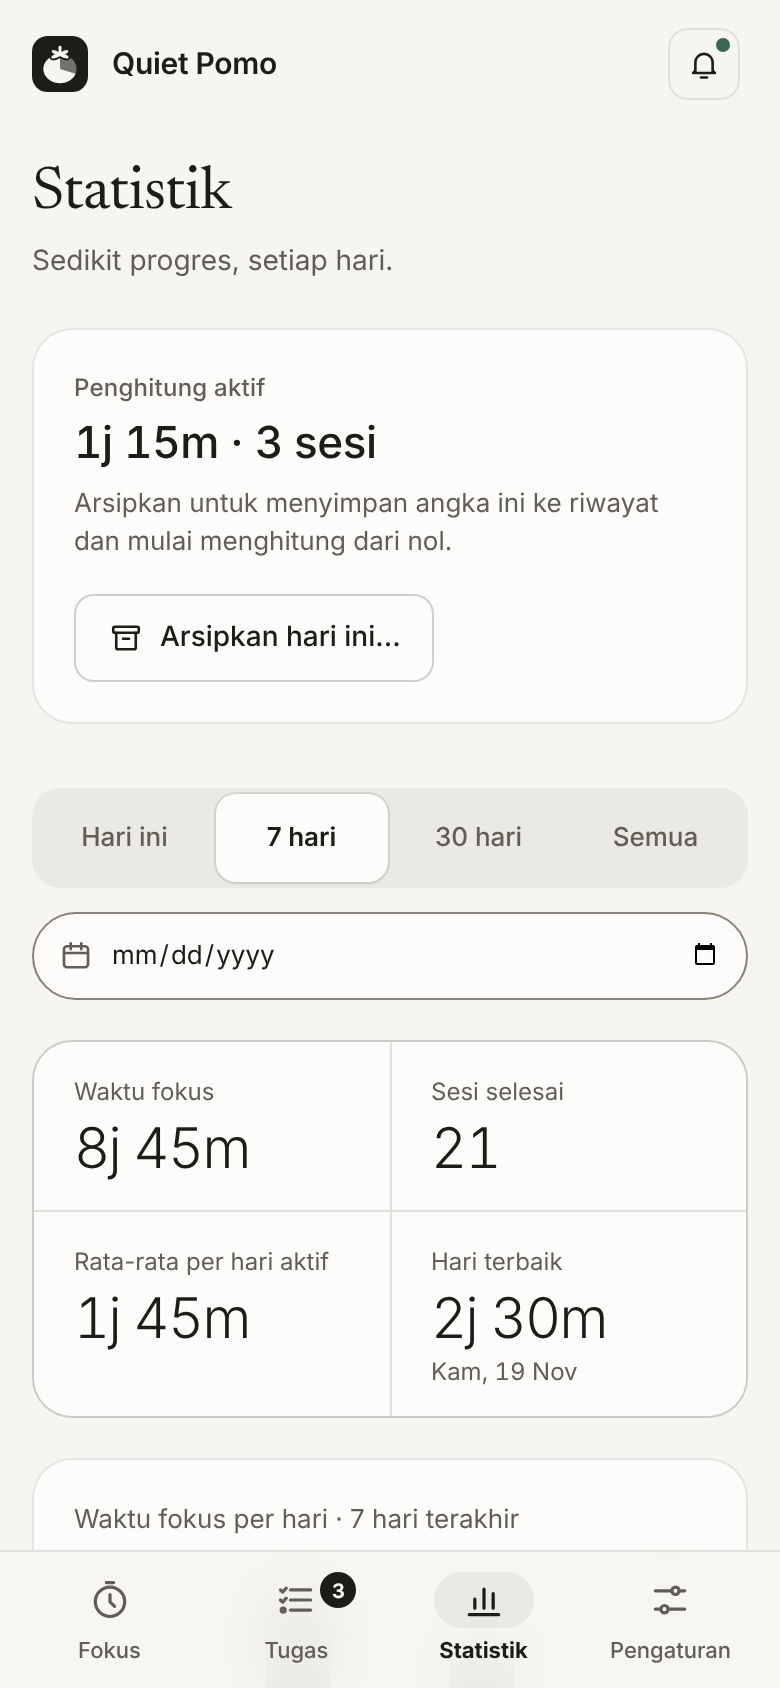 Quiet Pomo
Statistik
Sedikit progres, setiap hari.
Penghitung aktif
1j 15m · 3 sesi
Arsipkan untuk menyimpan angka ini ke riwayat
dan mulai menghitung dari nol.
Arsipkan hari ini...
Hari ini
7 hari
30 hari
Semua
mm/dd/yyyy
Waktu fokus
8j 45m
Sesi selesai
21
Rata-rata per hari aktif
1j 45m
Hari terbaik
2j 30m
Kam, 19 Nov
Waktu fokus per hari · 7 hari terakhir
3
Fokus
Tugas
Statistik
Pengaturan